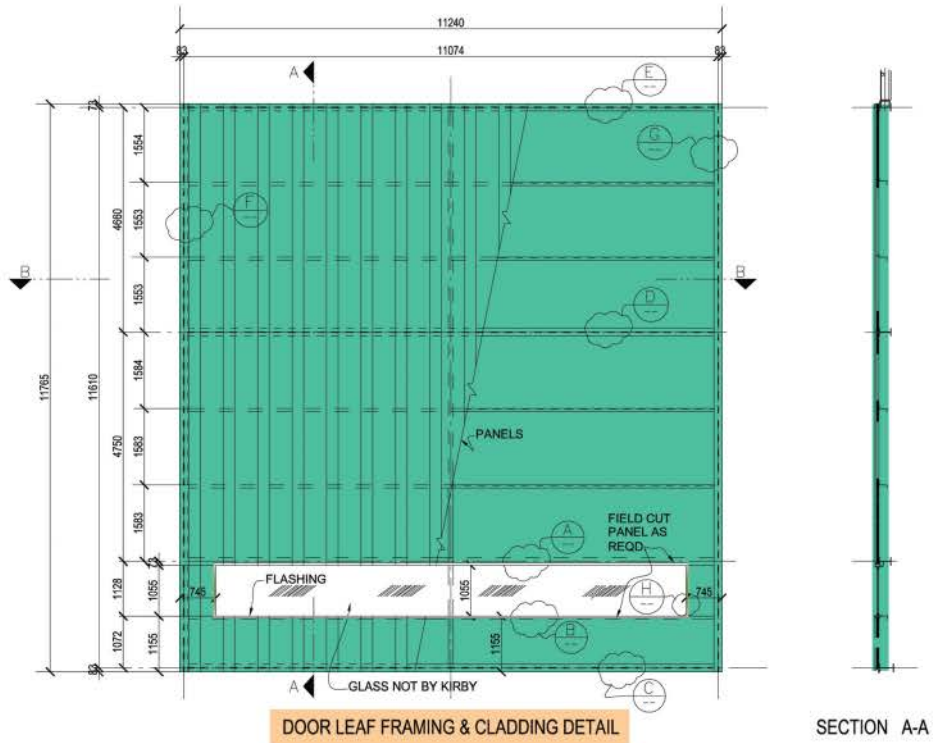 11240
83
11074
83
A
E
--
73
G
--
1554
F
--
4660
1553
B
B
1553
D
--
11765
11610
1584
4750
1583
PANELS
1583
A
--
FIELD CUT
PANEL AS
REQD.
73
FLASHING
1128
1055
745
1055
H
--
745
B
--
1072
1155
1155
83
A
GLASS NOT BY KIRBY
C
--
DOOR LEAF FRAMING & CLADDING DETAIL
SECTION A-A